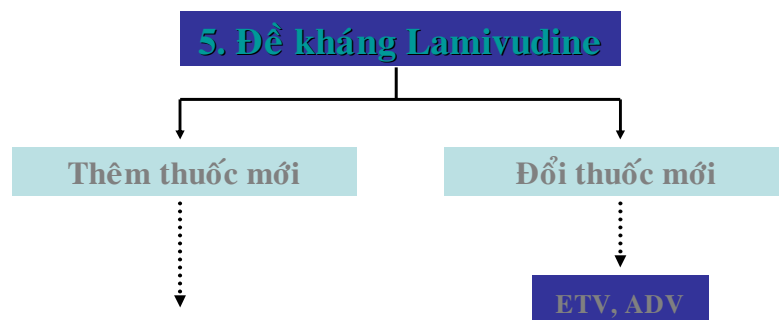 5. Đề kháng Lamivudine
Thêm thuốc mới
Đổi thuốc mới
ETV, ADV